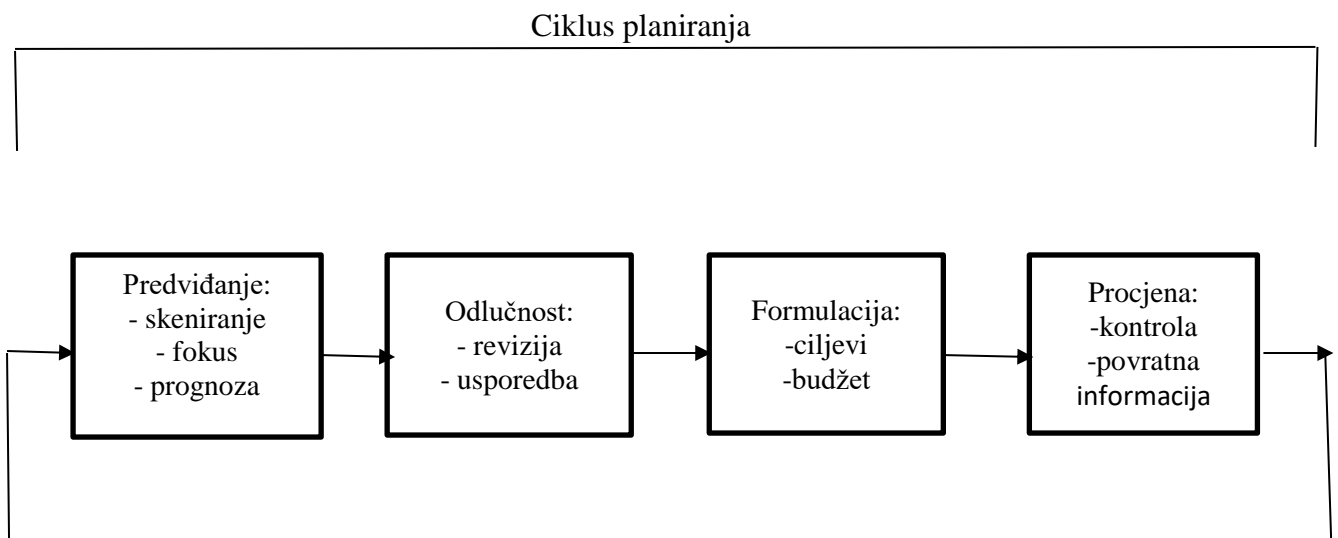 Ciklus planiranja
Predviđanje:
- skeniranje
- fokus
- prognoza
Odlučnost:
- revizija
- usporedba
Formulacija:
-ciljevi
-budžet
Procjena:
-kontrola
-povratna
informacija